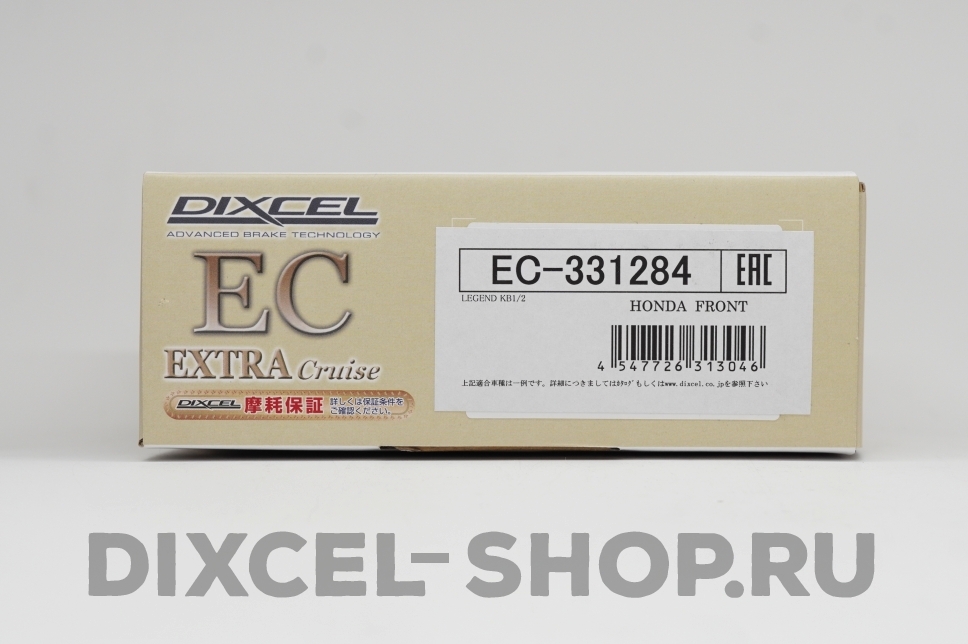 DIXCEL
ADVANCED BRAKE TECHNOLOGY
EC
EXTRA Cruise
DIXCEL 摩耗保証 詳しくは保証条件を
ご確認ください。
EC-331284 EAC
LEGEND KB1/2
HONDA FRONT
4 547726 313046
上記適合車種は一例です。詳細につきましてはｶﾀﾛｸﾞもしくはwww.dixcel.co.jpを参照下さい
DIXCEL-SHOP.RU